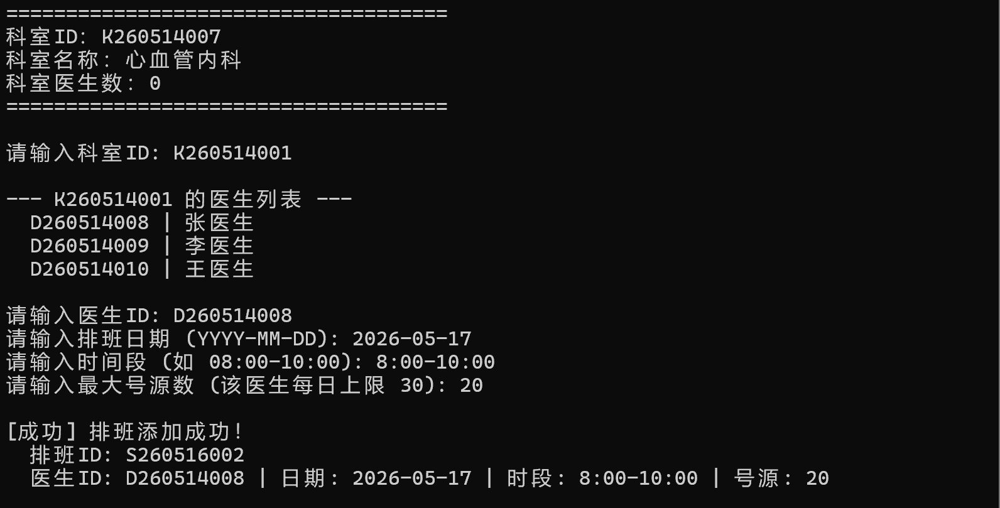 =====================================
科室ID: K260514007
科室名称: 心血管内科
科室医生数: 0
=====================================
请输入科室ID: K260514001
--- K260514001 的医生列表 ---
D260514008 | 张医生
D260514009 | 李医生
D260514010 | 王医生
请输入医生ID: D260514008
请输入排班日期 (YYYY-MM-DD): 2026-05-17
请输入时间段 (如 08:00-10:00): 8:00-10:00
请输入最大号源数 (该医生每日上限 30): 20
[成功] 排班添加成功!
排班ID: S260516002
医生ID: D260514008 | 日期: 2026-05-17 | 时段: 8:00-10:00 | 号源: 20